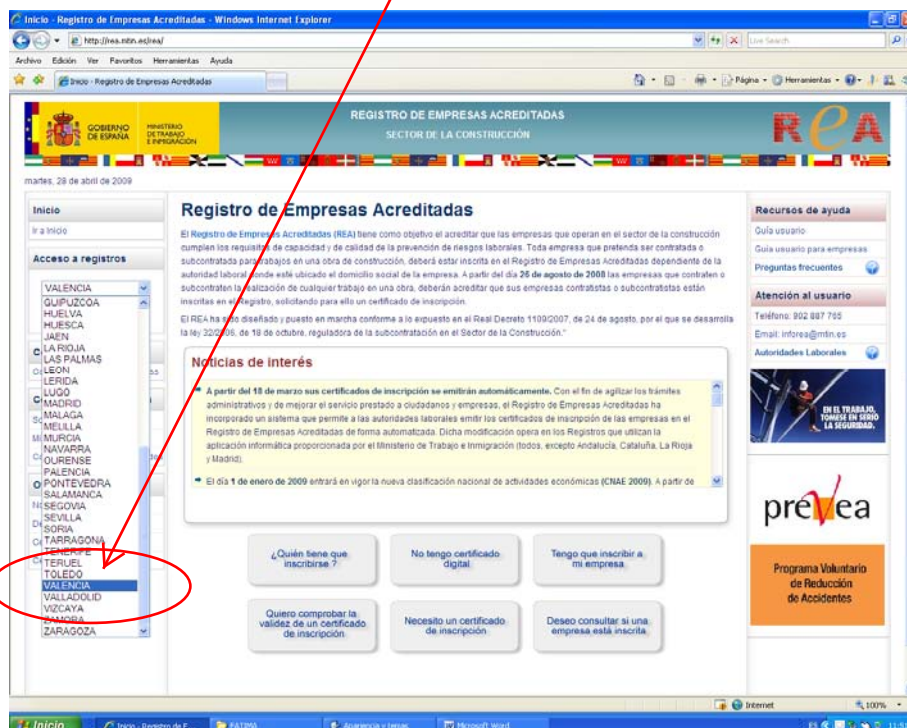 Inicio - Registro de Empresas Acreditadas - Windows Internet Explorer
http://rea.mtin.es/rea/
Live Search
Archivo Edición Ver Favoritos Herramientas Ayuda
Inicio - Registro de Empresas Acreditadas
Página Herramientas
GOBIERNO DE ESPAÑA
MINISTERIO DE TRABAJO E INMIGRACIÓN
REGISTRO DE EMPRESAS ACREDITADAS
SECTOR DE LA CONSTRUCCIÓN
ReA
martes, 28 de abril de 2009
Inicio
Ir a Inicio
Acceso a registros
VALENCIA
GUIPUZCOA
HUELVA
HUESCA
JAEN
LA RIOJA
LAS PALMAS
LEON
LERIDA
LUGO
MADRID
MALAGA
MELILLA
MURCIA
NAVARRA
OURENSE
PALENCIA
PONTEVEDRA
SALAMANCA
SEGOVIA
SEVILLA
SORIA
TARRAGONA
TENERIFE
TERUEL
TOLEDO
VALENCIA
VALLADOLID
VIZCAYA
ZAMORA
ZARAGOZA
Registro de Empresas Acreditadas
El Registro de Empresas Acreditadas (REA) tiene como objetivo el acreditar que las empresas que operan en el sector de la construcción
cumplen los requisitos de capacidad y de calidad de la prevención de riesgos laborales. Toda empresa que pretenda ser contratada o
subcontratada para trabajos en una obra de construcción, deberá estar inscrita en el Registro de Empresas Acreditadas dependiente de la
autoridad laboral donde esté ubicado el domicilio social de la empresa. A partir del día 26 de agosto de 2008 las empresas que contraten o
subcontraten la realización de cualquier trabajo en una obra, deberán acreditar que sus empresas contratistas o subcontratistas están
inscritas en el Registro, solicitando para ello un certificado de inscripción.
El REA ha sido diseñado y puesto en marcha conforme a lo expuesto en el Real Decreto 1109/2007, de 24 de agosto, por el que se desarrolla
la ley 32/2006, de 18 de octubre, reguladora de la subcontratación en el Sector de la Construcción."
Noticias de interés
A partir del 18 de marzo sus certificados de inscripción se emitirán automáticamente. Con el fin de agilizar los trámites
administrativos y de mejorar el servicio prestado a ciudadanos y empresas, el Registro de Empresas Acreditadas ha
incorporado un sistema que permite a las autoridades laborales emitir los certificados de inscripción de las empresas en el
Registro de Empresas Acreditadas de forma automatizada. Dicha modificación opera en los Registros que utilizan la
aplicación informática proporcionada por el Ministerio de Trabajo e Inmigración (todos, excepto Andalucía, Cataluña, La Rioja
y Madrid).
El día 1 de enero de 2009 entrará en vigor la nueva clasificación nacional de actividades económicas (CNAE 2009). A partir de
¿Quién tiene que inscribirse ?
No tengo certificado digital
Tengo que inscribir a mi empresa
Quiero comprobar la validez de un certificado de inscripción
Necesito un certificado de inscripción
Deseo consultar si una empresa está inscrita
Recursos de ayuda
Guía usuario
Guía usuario para empresas
Preguntas frecuentes
Atención al usuario
Teléfono: 902 887 765
Email: inforea@mtin.es
Autoridades Laborales
EN EL TRABAJO,
TOMESE EN SERIO
LA SEGURIDAD.
prevea
Programa Voluntario
de Reducción
de Accidentes
Internet
100%
Inicio
Inicio - Registro de E...
FATIMA
Apariencia y temas
Microsoft Word
ES